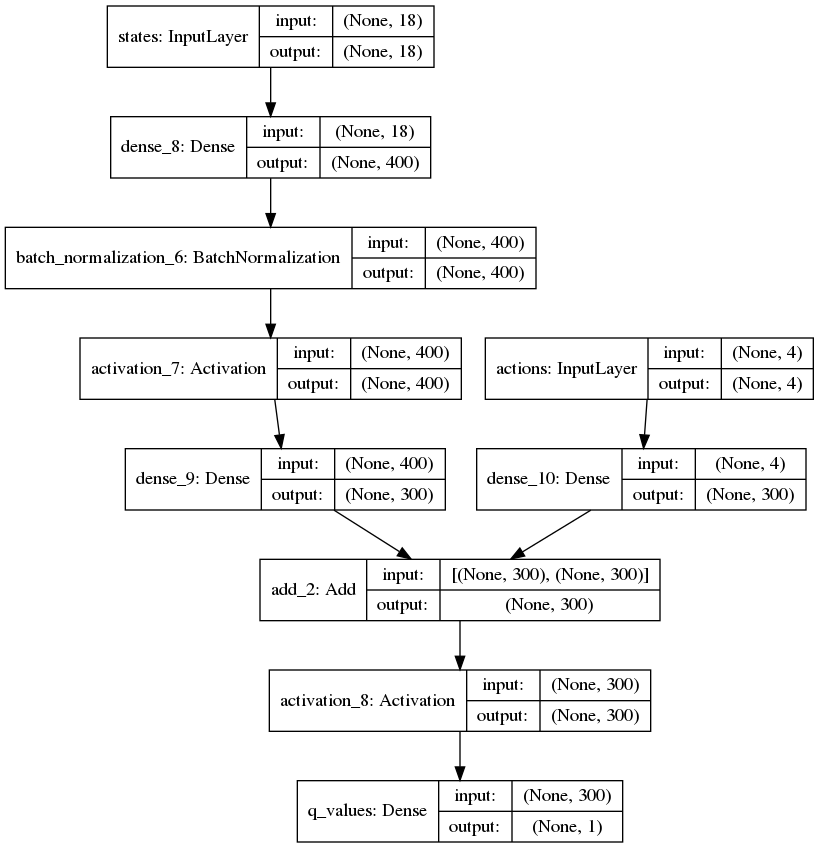 states: InputLayer
input:
(None, 18)
output:
(None, 18)
dense_8: Dense
input:
(None, 18)
output:
(None, 400)
batch_normalization_6: BatchNormalization
input:
(None, 400)
output:
(None, 400)
activation_7: Activation
input:
(None, 400)
output:
(None, 400)
actions: InputLayer
input:
(None, 4)
output:
(None, 4)
dense_9: Dense
input:
(None, 400)
output:
(None, 300)
dense_10: Dense
input:
(None, 4)
output:
(None, 300)
add_2: Add
input:
[(None, 300), (None, 300)]
output:
(None, 300)
activation_8: Activation
input:
(None, 300)
output:
(None, 300)
q_values: Dense
input:
(None, 300)
output:
(None, 1)